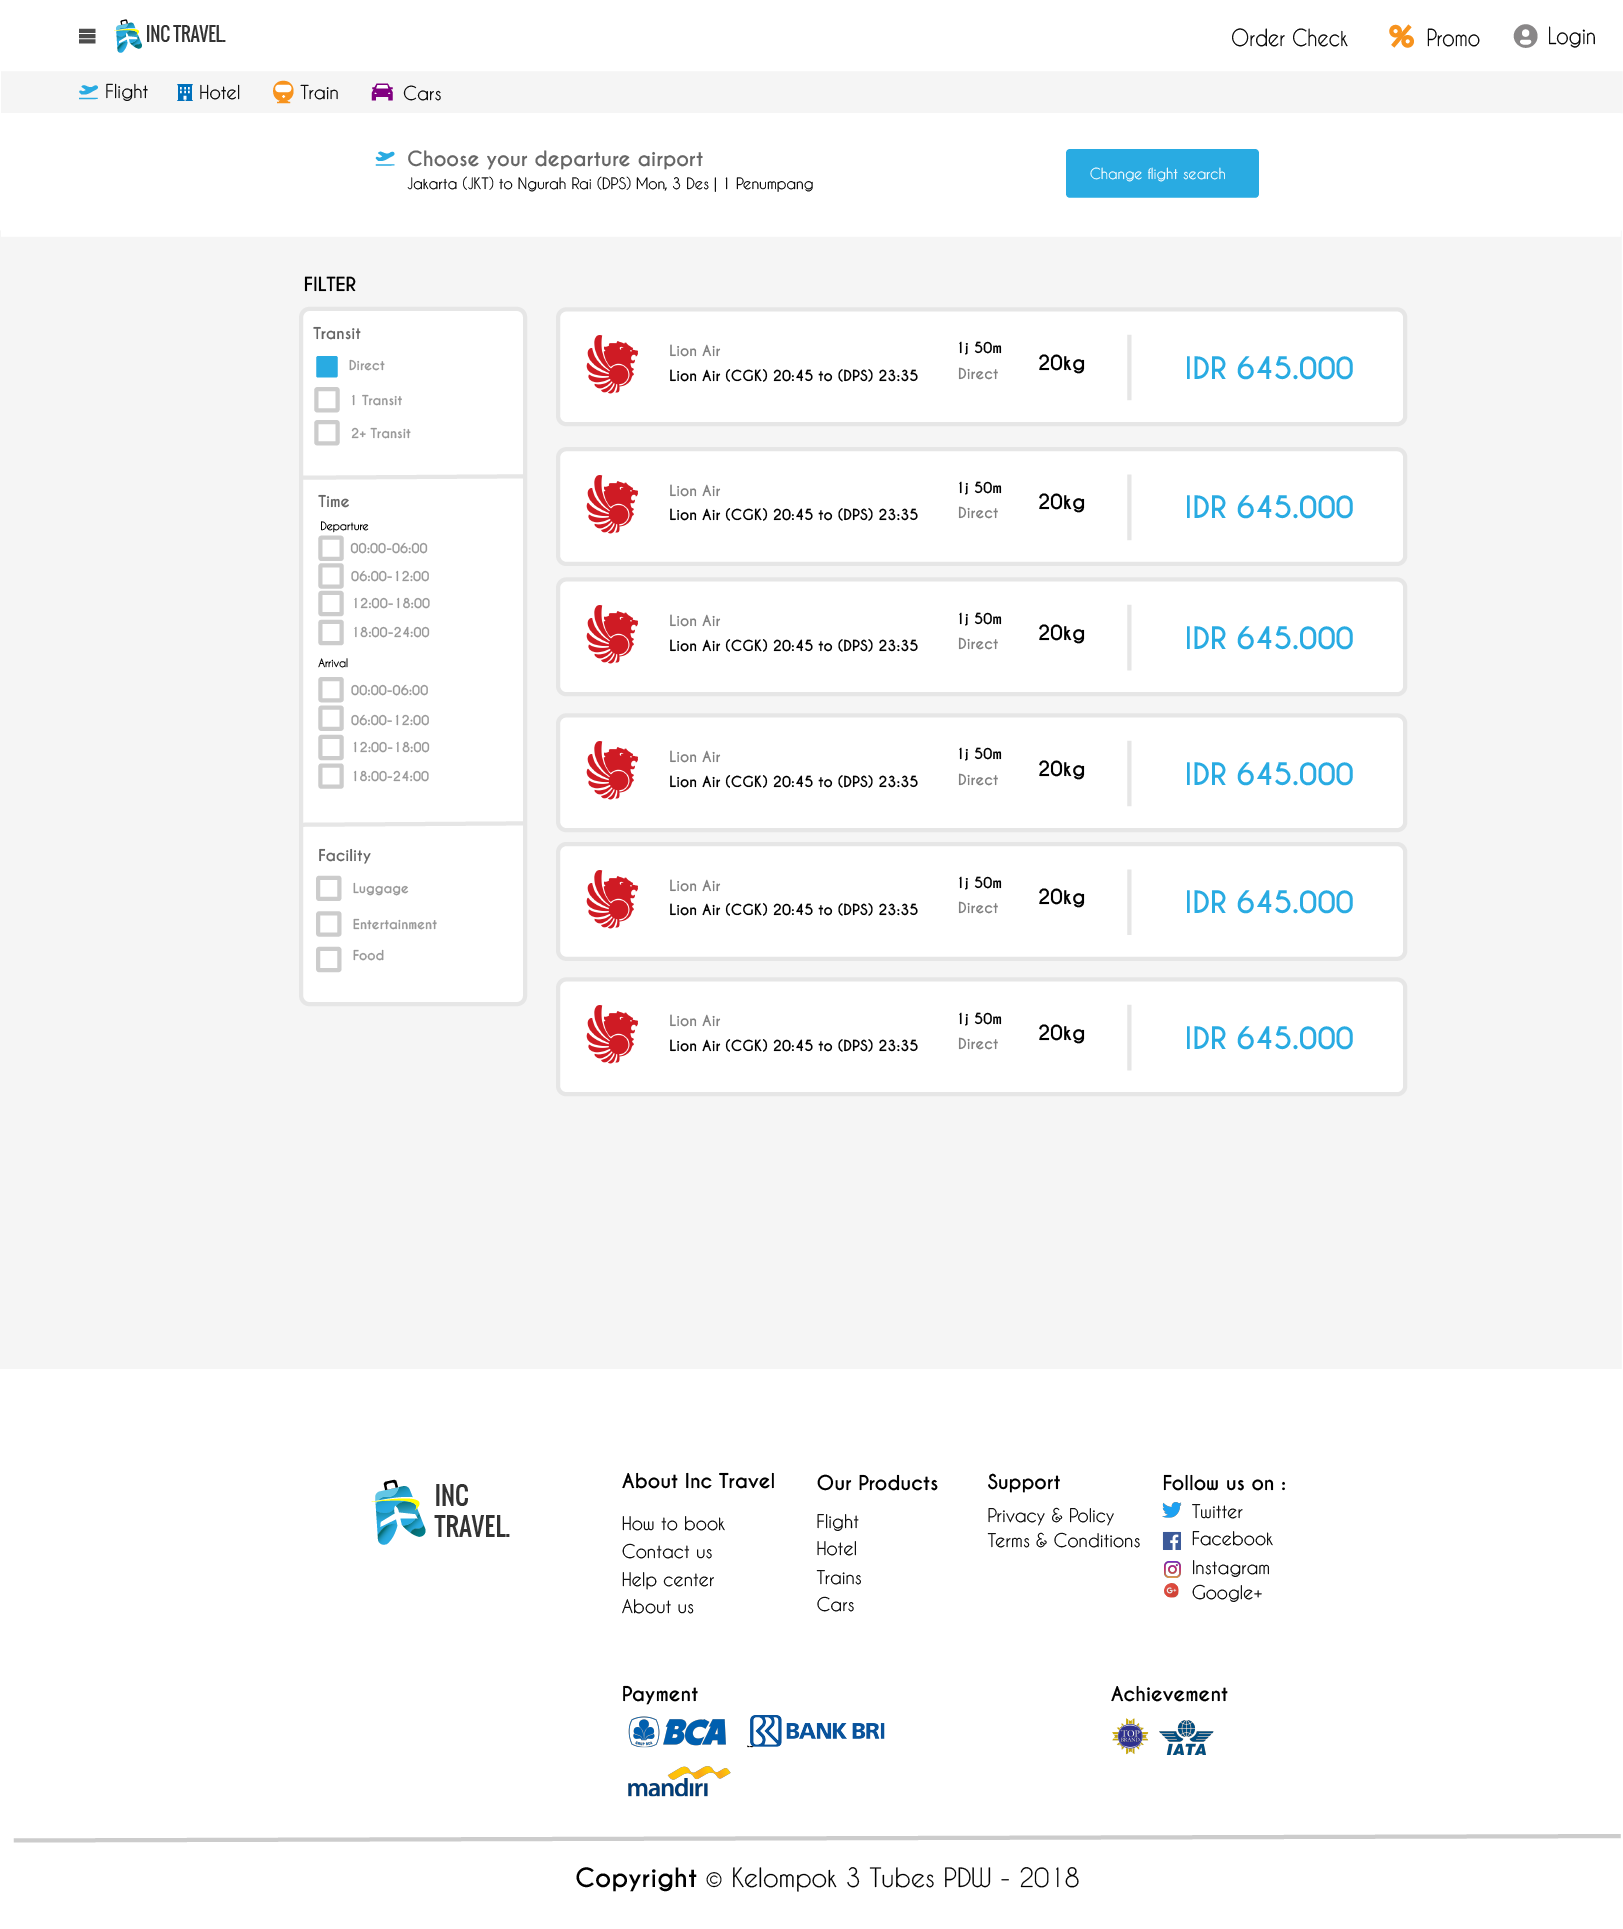 INC TRAVEL.
Order Check
Promo
Login
Flight
Hotel
Train
Cars
Choose your departure airport
Jakarta (JKT) to Ngurah Rai (DPS) Mon, 3 Des | 1 Penumpang
Change flight search
FILTER
Transit
Direct
1 Transit
2+ Transit
Time
Departure
00:00-06:00
06:00-12:00
12:00-18:00
18:00-24:00
Arrival
00:00-06:00
06:00-12:00
12:00-18:00
18:00-24:00
Facility
Luggage
Entertainment
Food
Lion Air
Lion Air (CGK) 20:45 to (DPS) 23:35
1j 50m
Direct
20kg
IDR 645.000
Lion Air
Lion Air (CGK) 20:45 to (DPS) 23:35
1j 50m
Direct
20kg
IDR 645.000
Lion Air
Lion Air (CGK) 20:45 to (DPS) 23:35
1j 50m
Direct
20kg
IDR 645.000
Lion Air
Lion Air (CGK) 20:45 to (DPS) 23:35
1j 50m
Direct
20kg
IDR 645.000
Lion Air
Lion Air (CGK) 20:45 to (DPS) 23:35
1j 50m
Direct
20kg
IDR 645.000
Lion Air
Lion Air (CGK) 20:45 to (DPS) 23:35
1j 50m
Direct
20kg
IDR 645.000
INC
TRAVEL.
About Inc Travel
How to book
Contact us
Help center
About us
Our Products
Flight
Hotel
Trains
Cars
Support
Privacy & Policy
Terms & Conditions
Follow us on :
Twitter
Facebook
Instagram
Google+
Payment
BCA
BANK BRI
mandiri
Achievement
TOP
BRAND
IATA
Copyright © Kelompok 3 Tubes PDW - 2018